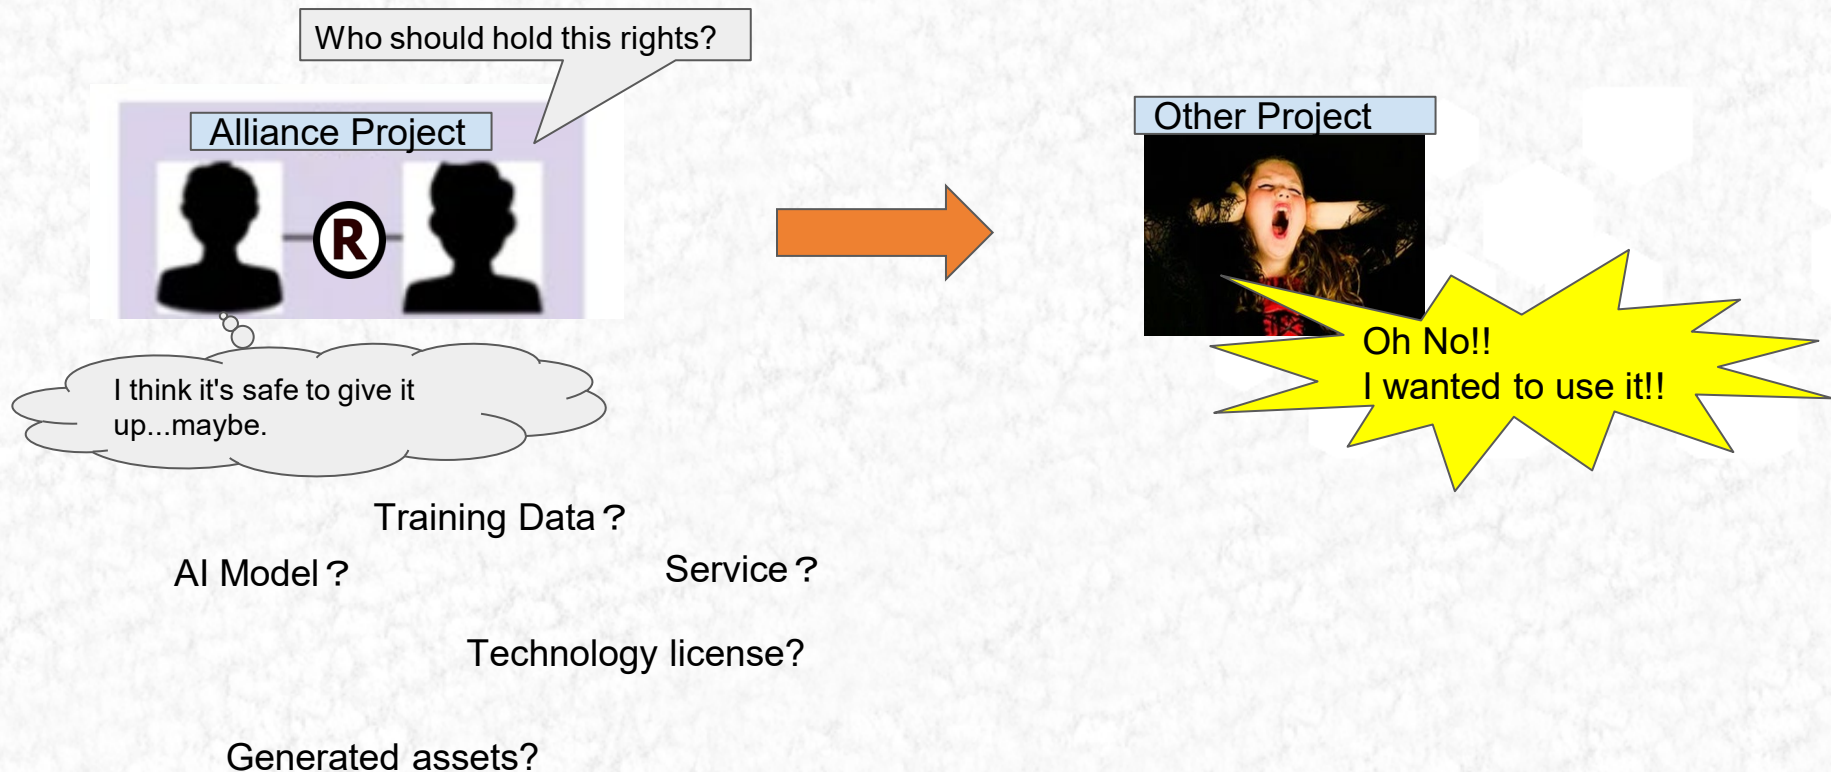 Who should hold this rights?
Alliance Project
R
I think it's safe to give it
up...maybe.
Other Project
Oh No!!
I wanted to use it!!
Training Data？
AI Model？
Service？
Technology license?
Generated assets?